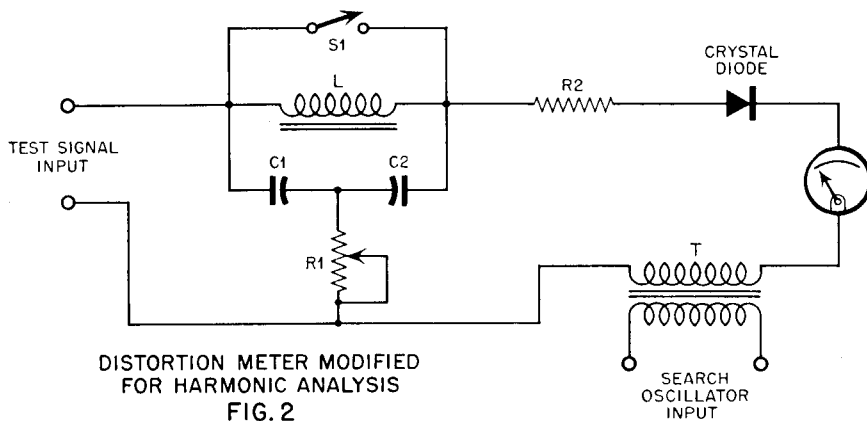 S1
CRYSTAL
DIODE
L
R2
TEST SIGNAL
INPUT
C1
C2
R1
T
DISTORTION METER MODIFIED
FOR HARMONIC ANALYSIS
FIG. 2
SEARCH
OSCILLATOR
INPUT